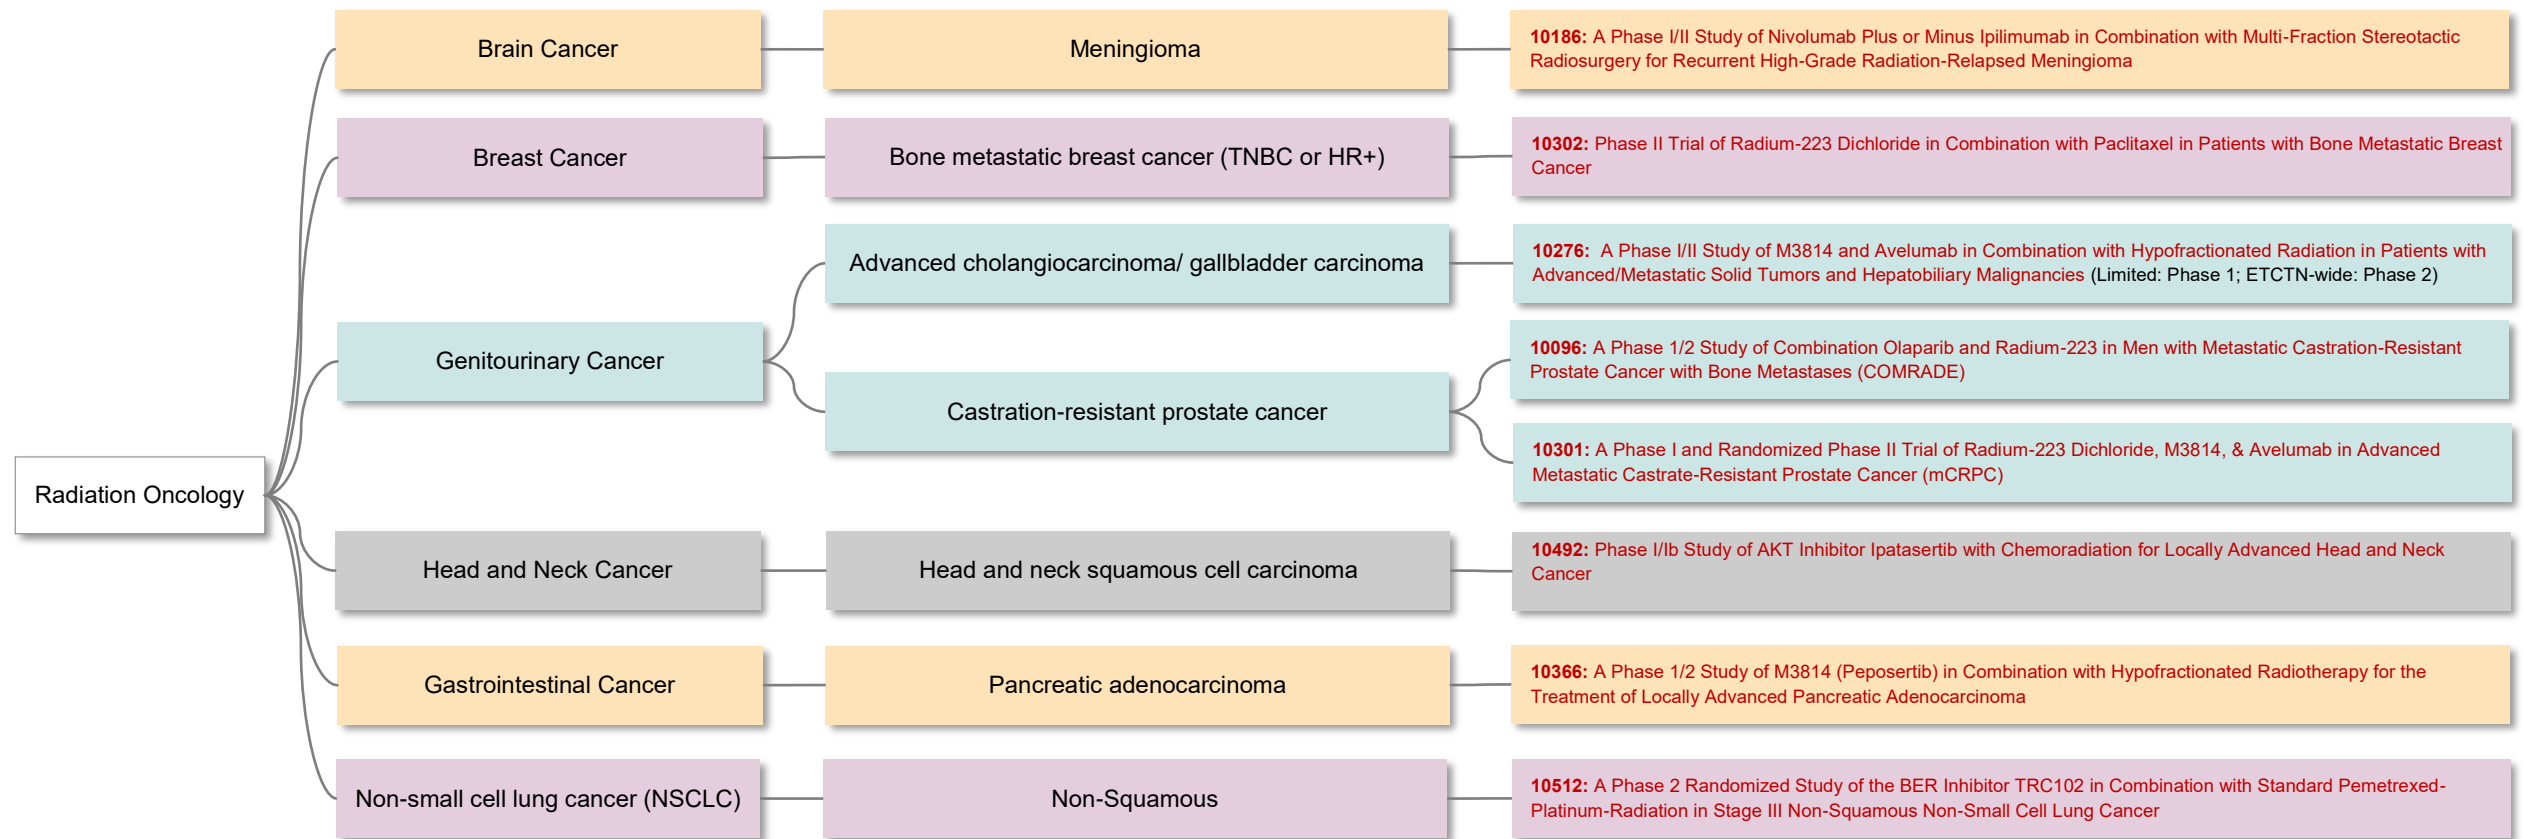 Radiation Oncology
Brain Cancer
Meningioma
10186: A Phase I/II Study of Nivolumab Plus or Minus Ipilimumab in Combination with Multi-Fraction Stereotactic
Radiosurgery for Recurrent High-Grade Radiation-Relapsed Meningioma
Breast Cancer
Bone metastatic breast cancer (TNBC or HR+)
10302: Phase II Trial of Radium-223 Dichloride in Combination with Paclitaxel in Patients with Bone Metastatic Breast
Cancer
Genitourinary Cancer
Advanced cholangiocarcinoma/ gallbladder carcinoma
10276: A Phase I/II Study of M3814 and Avelumab in Combination with Hypofractionated Radiation in Patients with
Advanced/Metastatic Solid Tumors and Hepatobiliary Malignancies (Limited: Phase 1; ETCTN-wide: Phase 2)
Castration-resistant prostate cancer
10096: A Phase 1/2 Study of Combination Olaparib and Radium-223 in Men with Metastatic Castration-Resistant
Prostate Cancer with Bone Metastases (COMRADE)
10301: A Phase I and Randomized Phase II Trial of Radium-223 Dichloride, M3814, & Avelumab in Advanced
Metastatic Castrate-Resistant Prostate Cancer (mCRPC)
Head and Neck Cancer
Head and neck squamous cell carcinoma
10492: Phase I/Ib Study of AKT Inhibitor Ipatasertib with Chemoradiation for Locally Advanced Head and Neck
Cancer
Gastrointestinal Cancer
Pancreatic adenocarcinoma
10366: A Phase 1/2 Study of M3814 (Peposertib) in Combination with Hypofractionated Radiotherapy for the
Treatment of Locally Advanced Pancreatic Adenocarcinoma
Non-small cell lung cancer (NSCLC)
Non-Squamous
10512: A Phase 2 Randomized Study of the BER Inhibitor TRC102 in Combination with Standard Pemetrexed-
Platinum-Radiation in Stage III Non-Squamous Non-Small Cell Lung Cancer